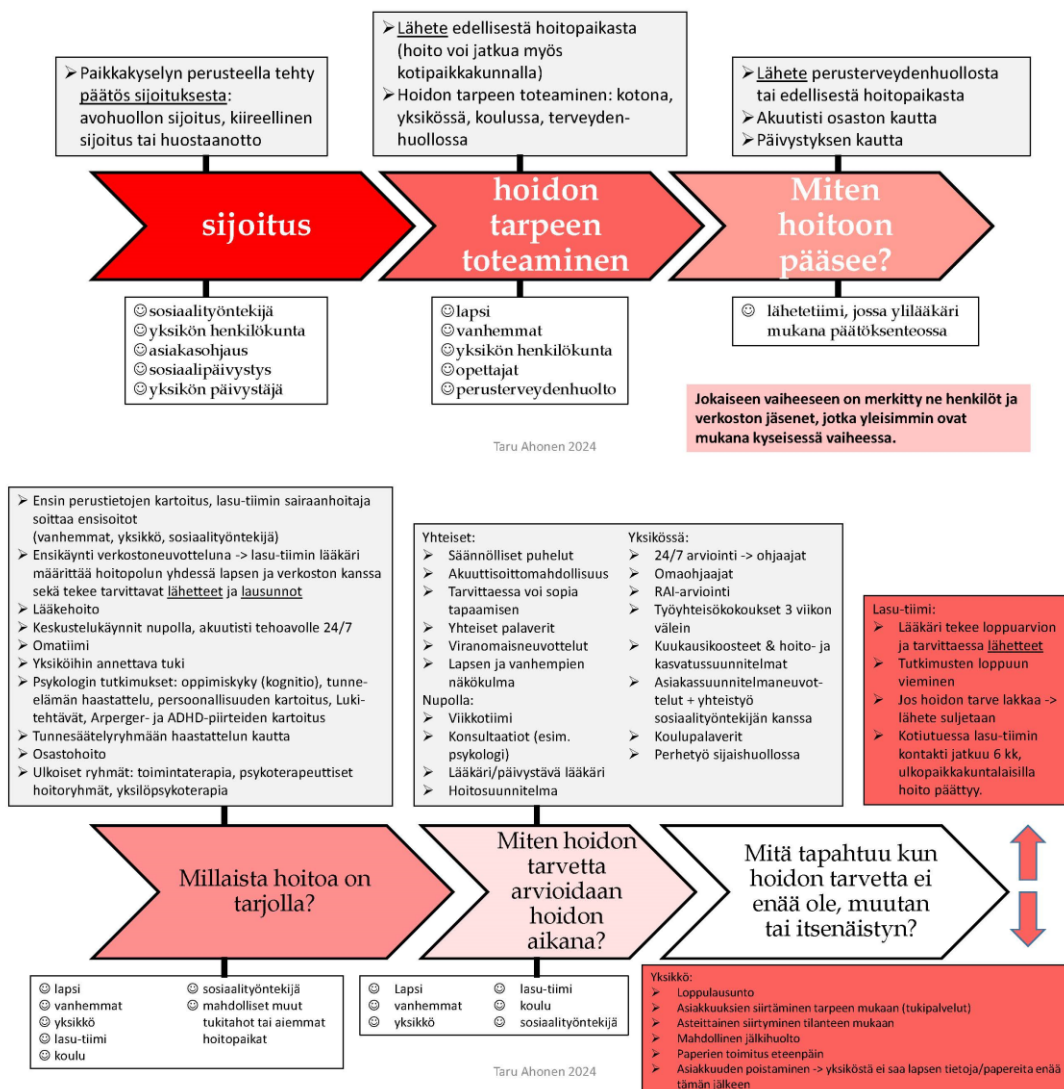 ➢ Paikkakyselyn perusteella tehty
päätös sijoituksesta:
avohuollon sijoitus, kiireellinen
sijoitus tai huostaanotto
➢ Lähete edellisestä hoitopaikasta
(hoito voi jatkua myös
kotipaikkakunnalla)
➢ Hoidon tarpeen toteaminen: kotona,
yksikössä, koulussa, terveyden-
huollossa
➢ Lähete perusterveydenhuollosta
tai edellisestä hoitopaikasta
➢ Akuutisti osaston kautta
➢ Päivystyksen kautta
sijoitus
hoidon
tarpeen
toteaminen
Miten
hoitoon
pääsee?
☺ sosiaalityöntekijä
☺ yksikön henkilökunta
☺ asiakasohjaus
☺ sosiaalipäivystys
☺ yksikön päivystäjä
☺ lapsi
☺ vanhemmat
☺ yksikön henkilökunta
☺ opettajat
☺ perusterveydenhuolto
☺ lähetetiimi, jossa ylilääkäri
mukana päätöksenteossa
Jokaiseen vaiheeseen on merkitty ne henkilöt ja
verkoston jäsenet, jotka yleisimmin ovat
mukana kyseisessä vaiheessa.
Taru Ahonen 2024
➢ Ensin perustietojen kartoitus, lasu-tiimin sairaanhoitaja
soittaa ensisoitot
(vanhemmat, yksikkö, sosiaalityöntekijä)
➢ Ensikäynti verkostoneuvotteluna -> lasu-tiimin lääkäri
määrittää hoitopolun yhdessä lapsen ja verkoston kanssa
sekä tekee tarvittavat lähetteet ja lausunnot
➢ Lääkehoito
➢ Keskustelukäynnit nupolla, akuutisti tehoavolle 24/7
➢ Omatiimi
➢ Yksiköihin annettava tuki
➢ Psykologin tutkimukset: oppimiskyky (kognitio), tunne-
elämän haastattelu, persoonallisuuden kartoitus, Luki-
tehtävät, Arperger- ja ADHD-piirteiden kartoitus
➢ Tunnesäätelyryhmään haastattelun kautta
➢ Osastohoito
➢ Ulkoiset ryhmät: toimintaterapia, psykoterapeuttiset
hoitoryhmät, yksilöpsykoterapia
Yhteiset:
➢ Säännölliset puhelut
➢ Akuuttisoittomahdollisuus
➢ Tarvittaessa voi sopia
tapaamisen
➢ Yhteiset palaverit
➢ Viranomaisneuvottelut
➢ Lapsen ja vanhempien
näkökulma
Nupolla:
➢ Viikkotiimi
➢ Konsultaatiot (esim.
psykologi)
➢ Lääkäri/päivystävä lääkäri
➢ Hoitosuunnitelma
Yksikössä:
➢ 24/7 arviointi -> ohjaajat
➢ Omaohjaajat
➢ RAI-arviointi
➢ Työyhteisökokoukset 3 viikon
välein
➢ Kuukausikoosteet & hoito- ja
kasvatussuunnitelmat
➢ Asiakassuunnitelmaneuvot-
telut + yhteistyö
sosiaalityöntekijän kanssa
➢ Koulupalaverit
➢ Perhetyö sijaishuollossa
Lasu-tiimi:
➢ Lääkäri tekee loppuarvion
ja tarvittaessa lähetteet
➢ Tutkimusten loppuun
vieminen
➢ Jos hoidon tarve lakkaa ->
lähete suljetaan
➢ Kotiutuessa lasu-tiimin
kontakti jatkuu 6 kk,
ulkopaikkakuntalaisilla
hoito päättyy.
Millaista hoitoa on
tarjolla?
Miten hoidon
tarvetta
arvioidaan
hoidon
aikana?
Mitä tapahtuu kun
hoidon tarvetta ei
enää ole, muutan
tai itsenäistyn?
☺ lapsi
☺ vanhemmat
☺ yksikkö
☺ lasu-tiimi
☺ koulu
☺ sosiaalityöntekijä
☺ mahdolliset muut
tukitahot tai aiemmat
hoitopaikat
☺ Lapsi
☺ vanhemmat
☺ yksikkö
☺ lasu-tiimi
☺ koulu
☺ sosiaalityöntekijä
Yksikkö:
➢ Loppulausunto
➢ Asiakkuuksien siirtäminen tarpeen mukaan (tukipalvelut)
➢ Asteittainen siirtyminen tilanteen mukaan
➢ Mahdollinen jälkihuolto
➢ Paperien toimitus eteenpäin
➢ Asiakkuuden poistaminen -> yksiköstä ei saa lapsen tietoja/papereita enää
tämän jälkeen
Taru Ahonen 2024